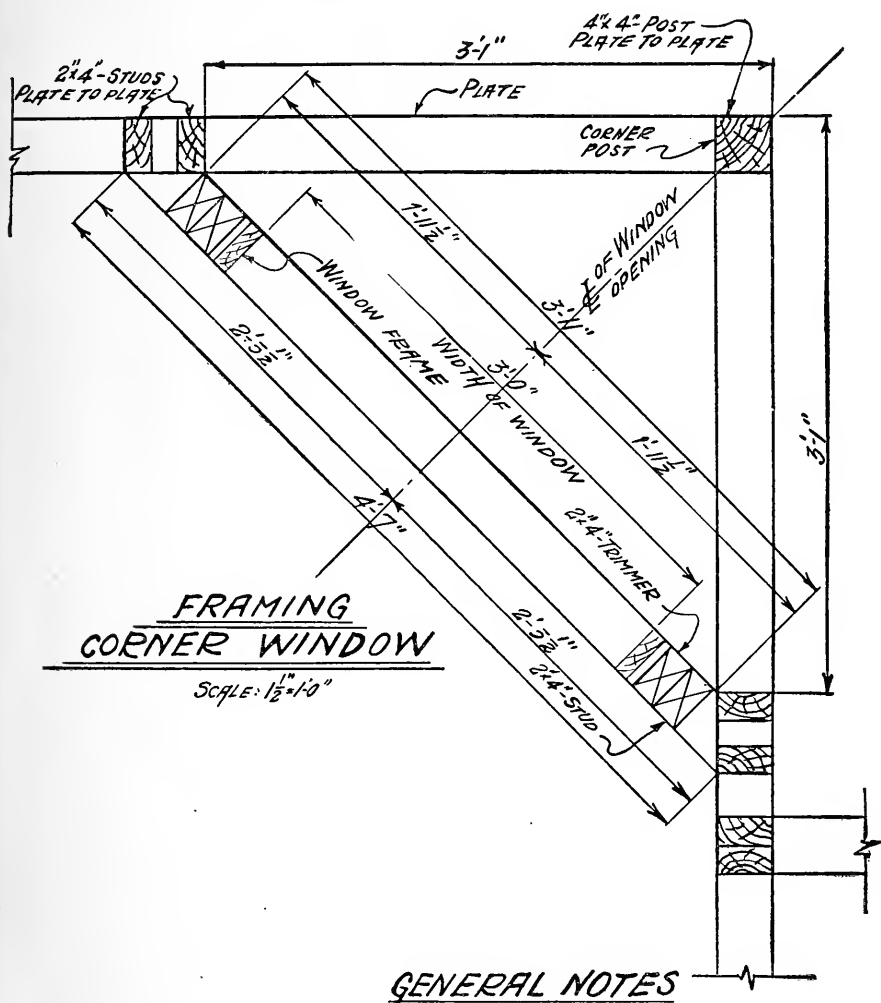 4"x4"-POST
PLATE TO PLATE
3'-1"
2"x4"-STUDS
PLATE TO PLATE
PLATE
CORNER
POST
1'-11½"
℄ OF WINDOW
OPENING
3'-11"
WINDOW FRAME
2'-3½"
3'-0"
WIDTH OF WINDOW
1'-11½"
3'-1"
4'-7"
2"x4"-TRIMMER
2'-3½"
2"x4"-STUD
FRAMING
CORNER WINDOW
SCALE: 1½"=1'-0"
GENERAL NOTES